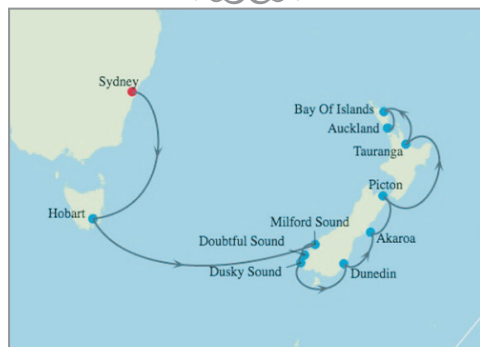 Sydney
Bay Of Islands
Auckland
Tauranga
Picton
Hobart
Milford Sound
Doubtful Sound
Akaroa
Dusky Sound
Dunedin